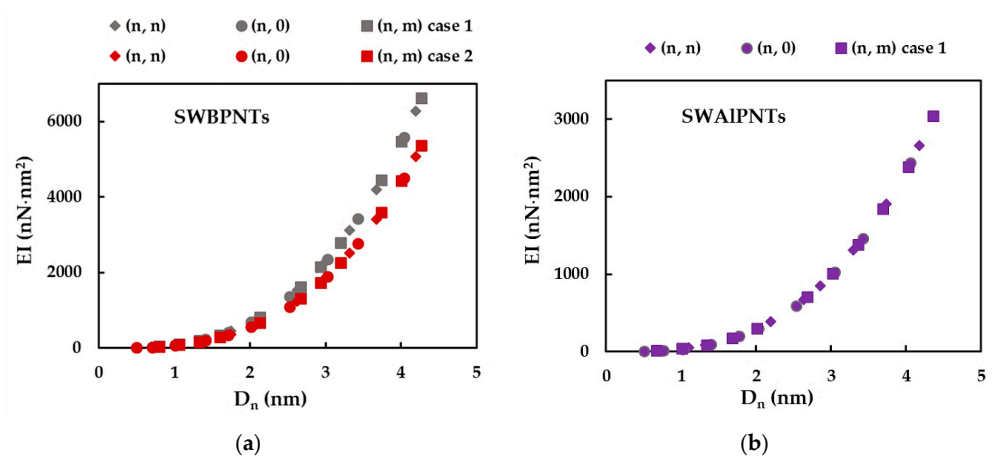 (n, n) (n, 0) (n, m) case 1
(n, n) (n, 0) (n, m) case 2
SWBPNTs
EI (nN·nm²)
6000
4000
2000
0
0 1 2 3 4 5
Dₙ (nm)
(a)
(n, n) (n, 0) (n, m) case 1
SWAlPNTs
EI (nN·nm²)
3000
2000
1000
0
0 1 2 3 4 5
Dₙ (nm)
(b)